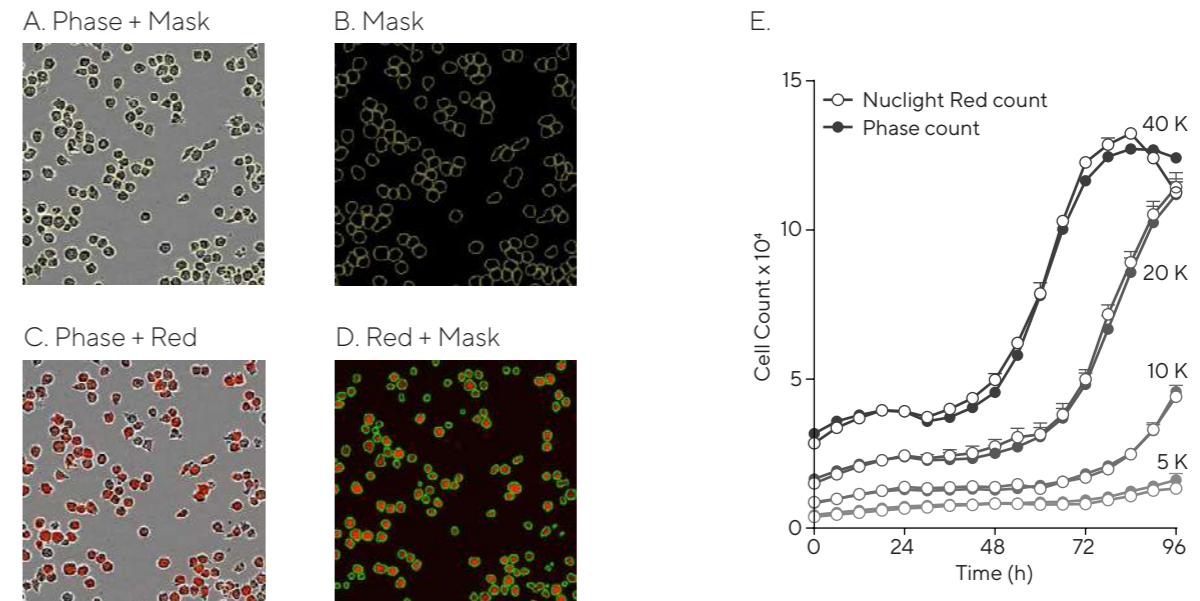 A. Phase + Mask
B. Mask
C. Phase + Red
D. Red + Mask
E.
Nuclight Red count
Phase count
Cell Count x 10⁴
15
10
5
0
40 K
20 K
10 K
5 K
0 24 48 72 96
Time (h)